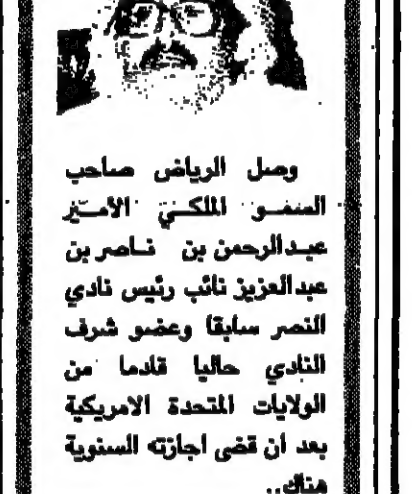 وصل الرياض صاحب
السمو الملكي الأمير
عبدالرحمن بن ناصر بن
عبدالعزيز نائب رئيس نادي
النصر سابقا وعضو شرف
النادي حاليا قادما من
الولايات المتحدة الامريكية
بعد أن قضى اجازته السنوية
هناك..